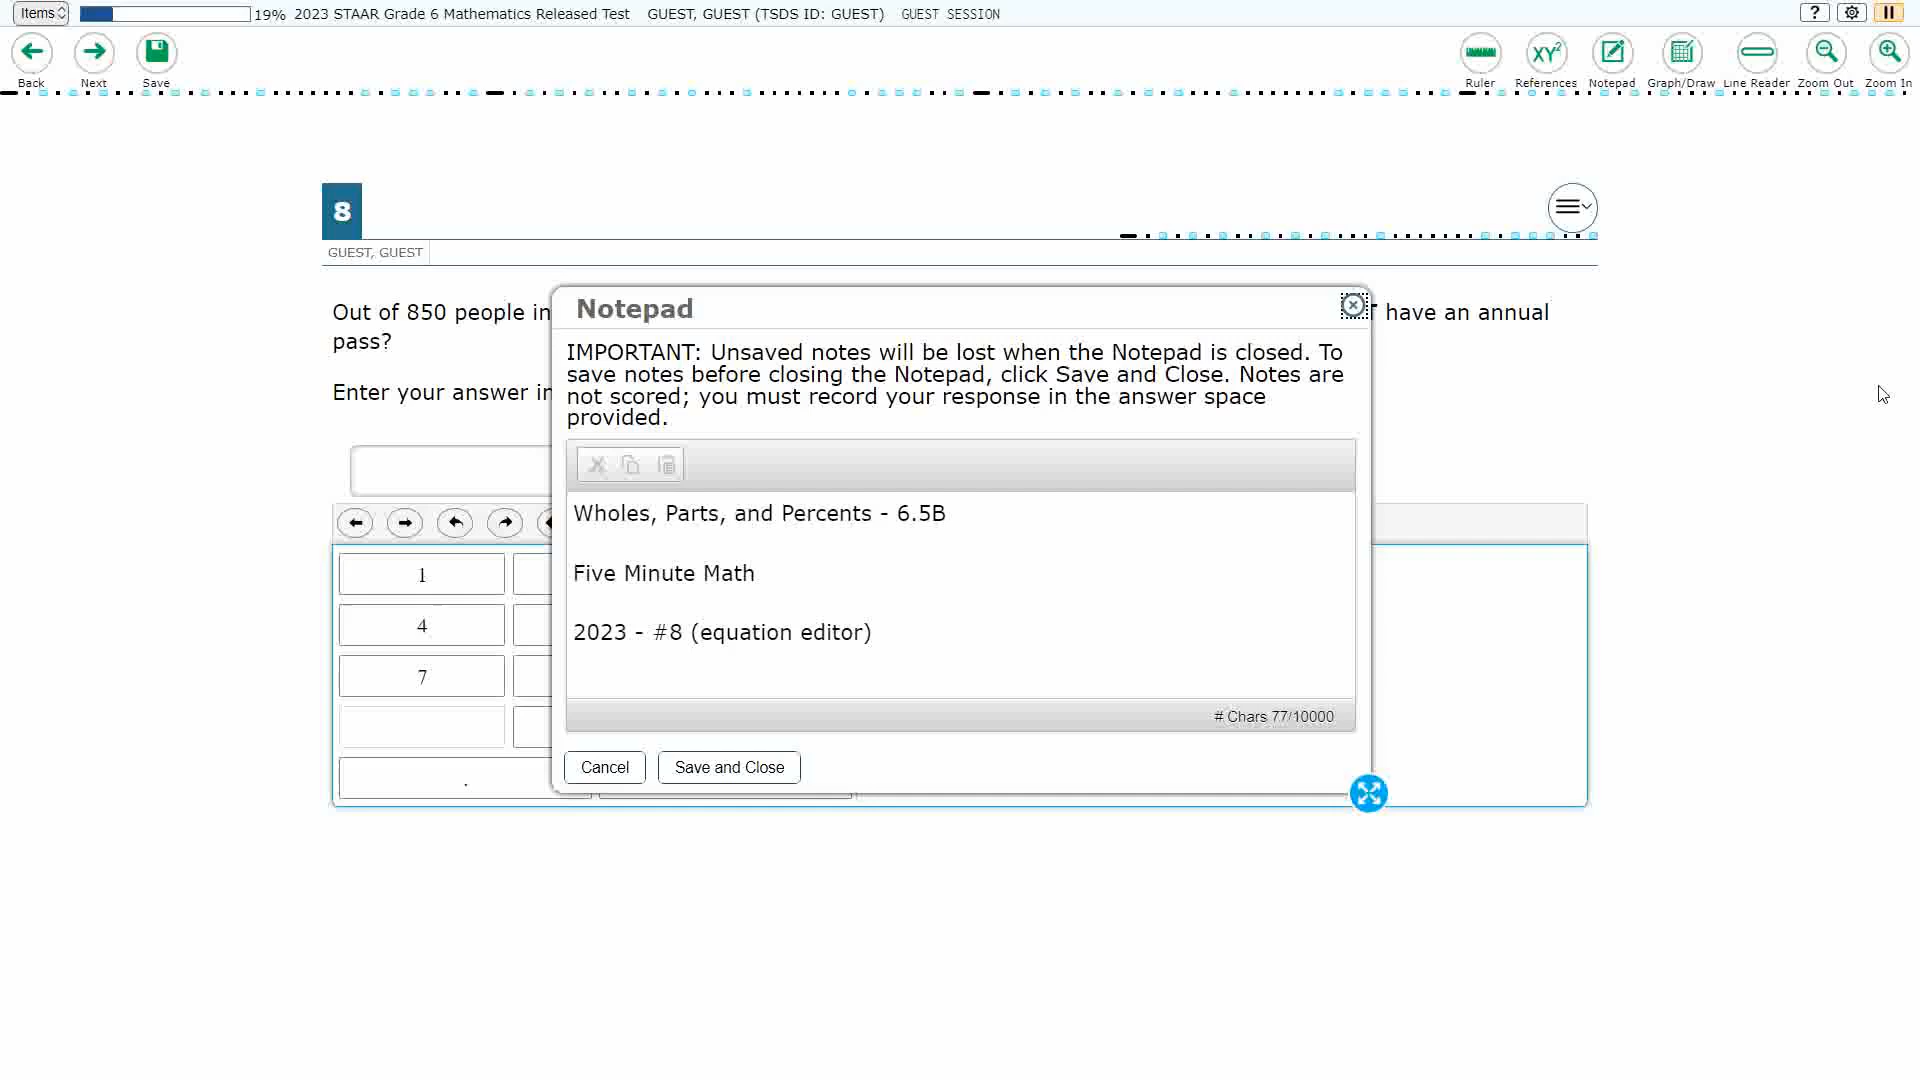 Items 19% 2023 STAAR Grade 6 Mathematics Released Test GUEST, GUEST (TSDS ID: GUEST) GUEST SESSION ?
Back Next Save Ruler References Notepad Graph/Draw Line Reader Zoom Out Zoom In
XY²
8
GUEST, GUEST
Out of 850 people in have an annual
pass?
Enter your answer in
1
4
7
.
Notepad
IMPORTANT: Unsaved notes will be lost when the Notepad is closed. To
save notes before closing the Notepad, click Save and Close. Notes are
not scored; you must record your response in the answer space
provided.
Wholes, Parts, and Percents - 6.5B
Five Minute Math
2023 - #8 (equation editor)
# Chars 77/10000
Cancel Save and Close